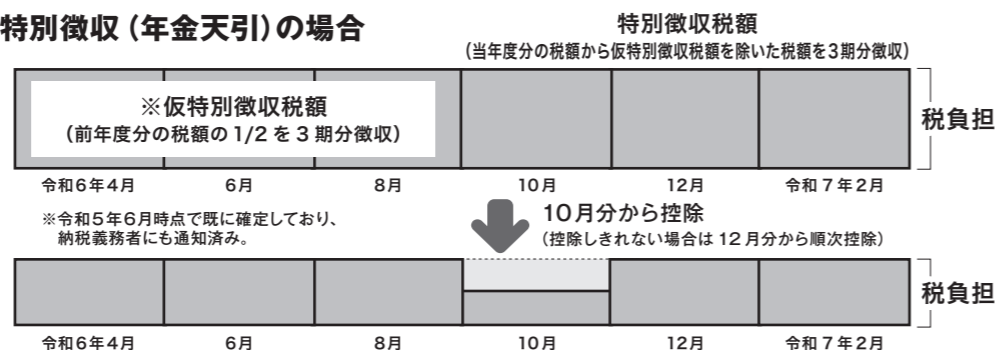 特別徴収（年金天引）の場合
特別徴収税額
（当年度分の税額から仮特別徴収税額を除いた税額を3期分徴収）
※仮特別徴収税額
（前年度分の税額の1/2を3期分徴収）
税負担
令和6年4月 6月 8月 10月 12月 令和7年2月
※令和5年6月時点で既に確定しており、
納税義務者にも通知済み。
10月分から控除
（控除しきれない場合は12月分から順次控除）
税負担
令和6年4月 6月 8月 10月 12月 令和7年2月